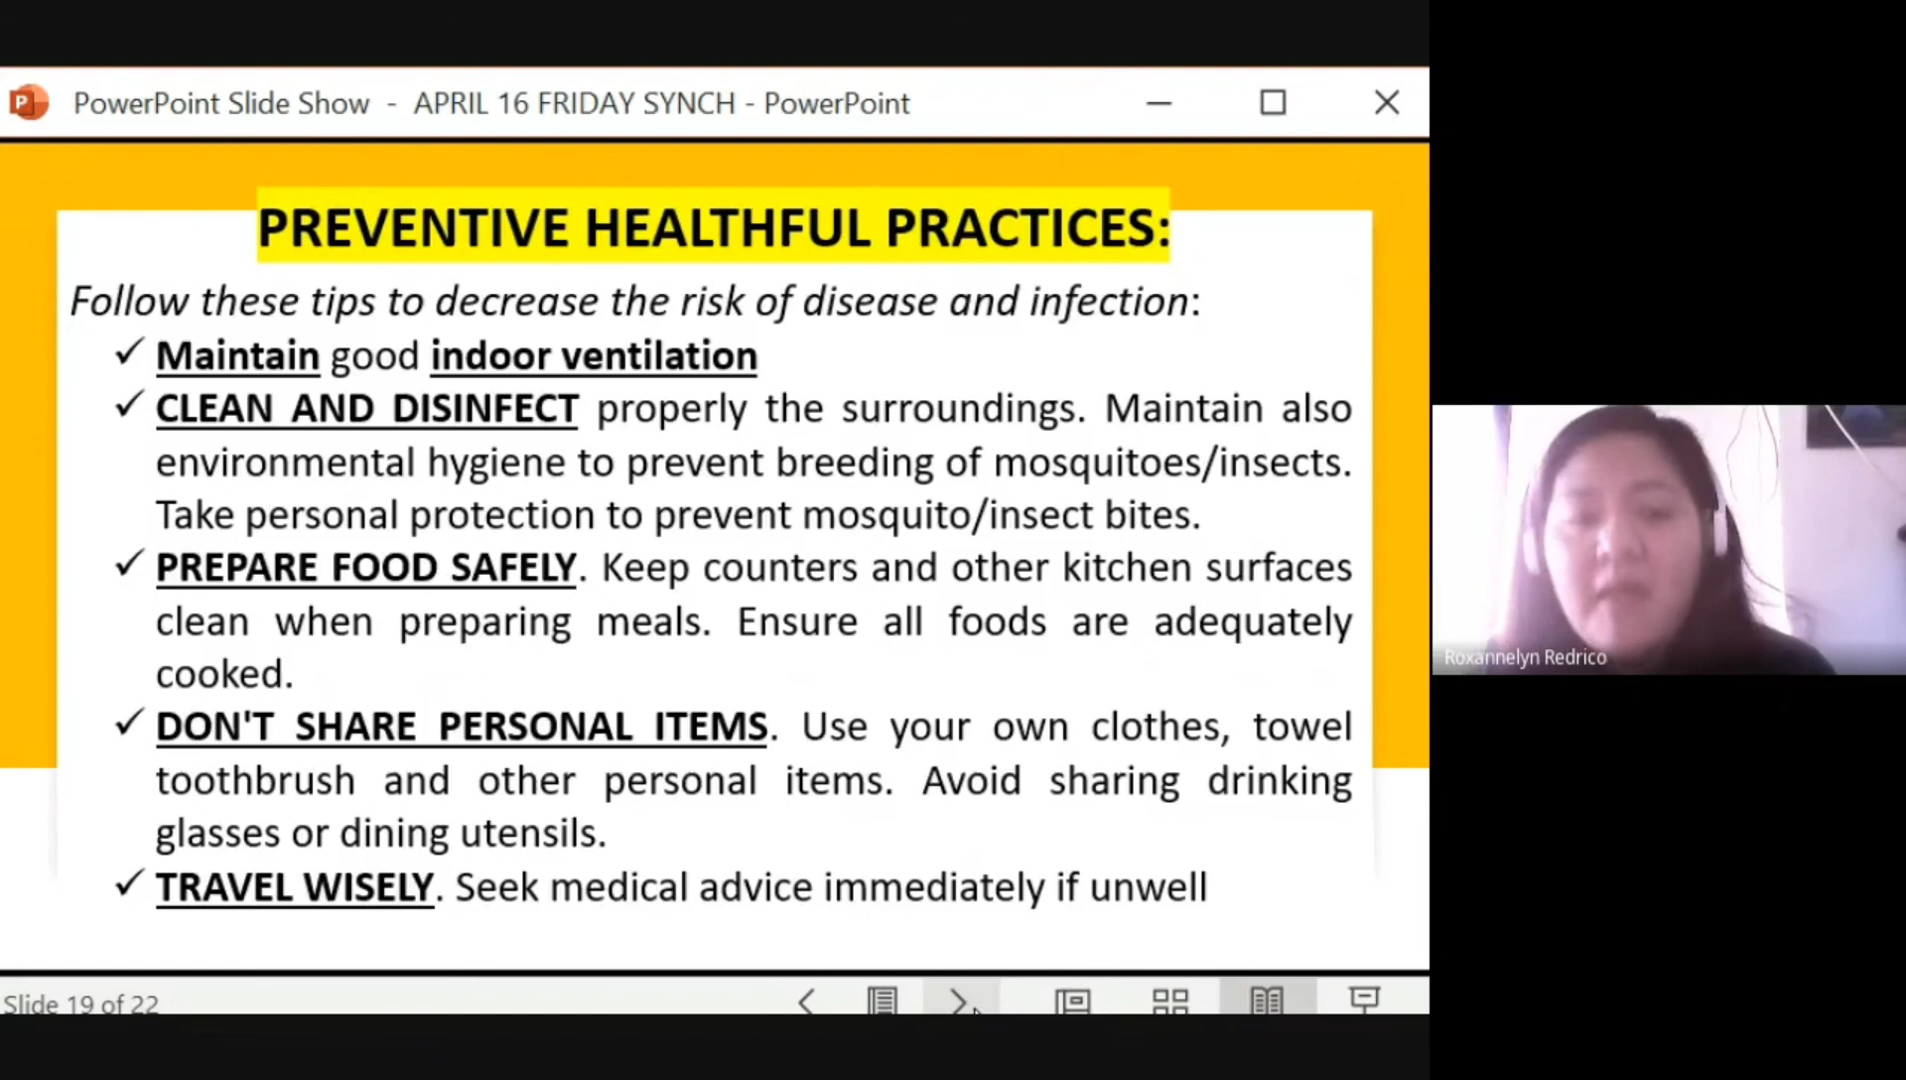 PowerPoint Slide Show - APRIL 16 FRIDAY SYNCH - PowerPoint
PREVENTIVE HEALTHFUL PRACTICES:
Follow these tips to decrease the risk of disease and infection:
✓ Maintain good indoor ventilation
✓ CLEAN AND DISINFECT properly the surroundings. Maintain also
environmental hygiene to prevent breeding of mosquitoes/insects.
Take personal protection to prevent mosquito/insect bites.
✓ PREPARE FOOD SAFELY. Keep counters and other kitchen surfaces
clean when preparing meals. Ensure all foods are adequately
cooked.
✓ DON'T SHARE PERSONAL ITEMS. Use your own clothes, towel
toothbrush and other personal items. Avoid sharing drinking
glasses or dining utensils.
✓ TRAVEL WISELY. Seek medical advice immediately if unwell
Slide 19 of 22
Roxannelyn Redrico